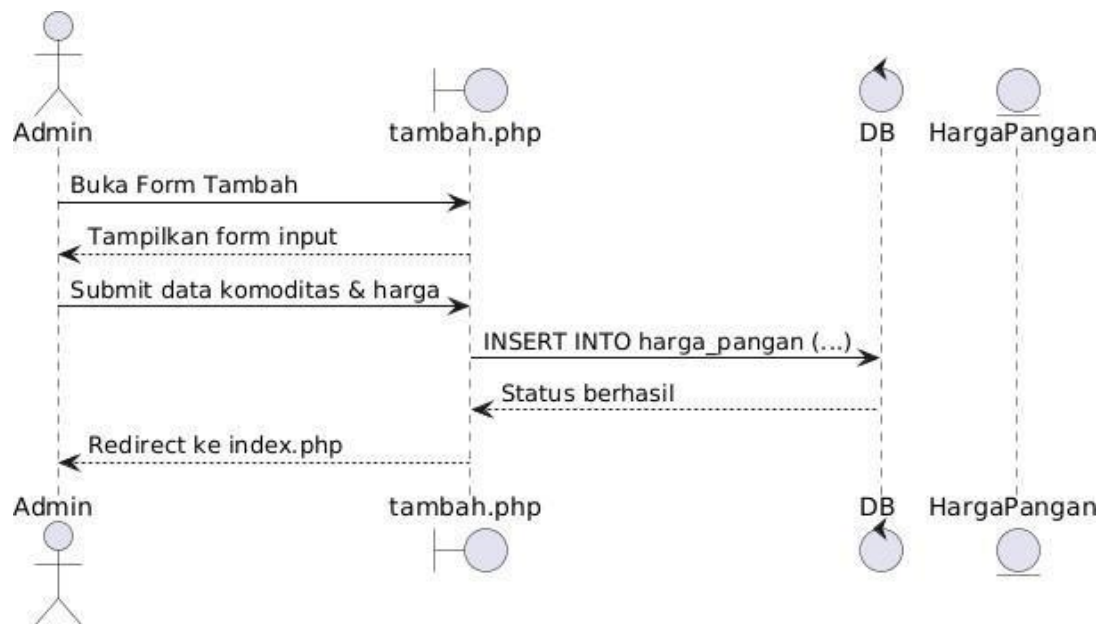 Admin
tambah.php
DB
HargaPangan
Buka Form Tambah
Tampilkan form input
Submit data komoditas & harga
INSERT INTO harga_pangan (...)
Status berhasil
Redirect ke index.php
Admin
tambah.php
DB
HargaPangan